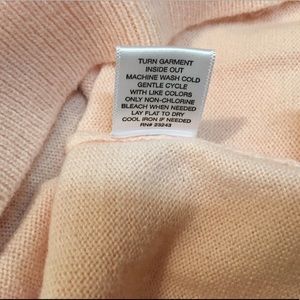 TURN GARMENT
INSIDE OUT
MACHINE WASH COLD
GENTLE CYCLE
WITH LIKE COLORS
ONLY NON-CHLORINE
BLEACH WHEN NEEDED
LAY FLAT TO DRY
COOL IRON IF NEEDED
RN# 23243